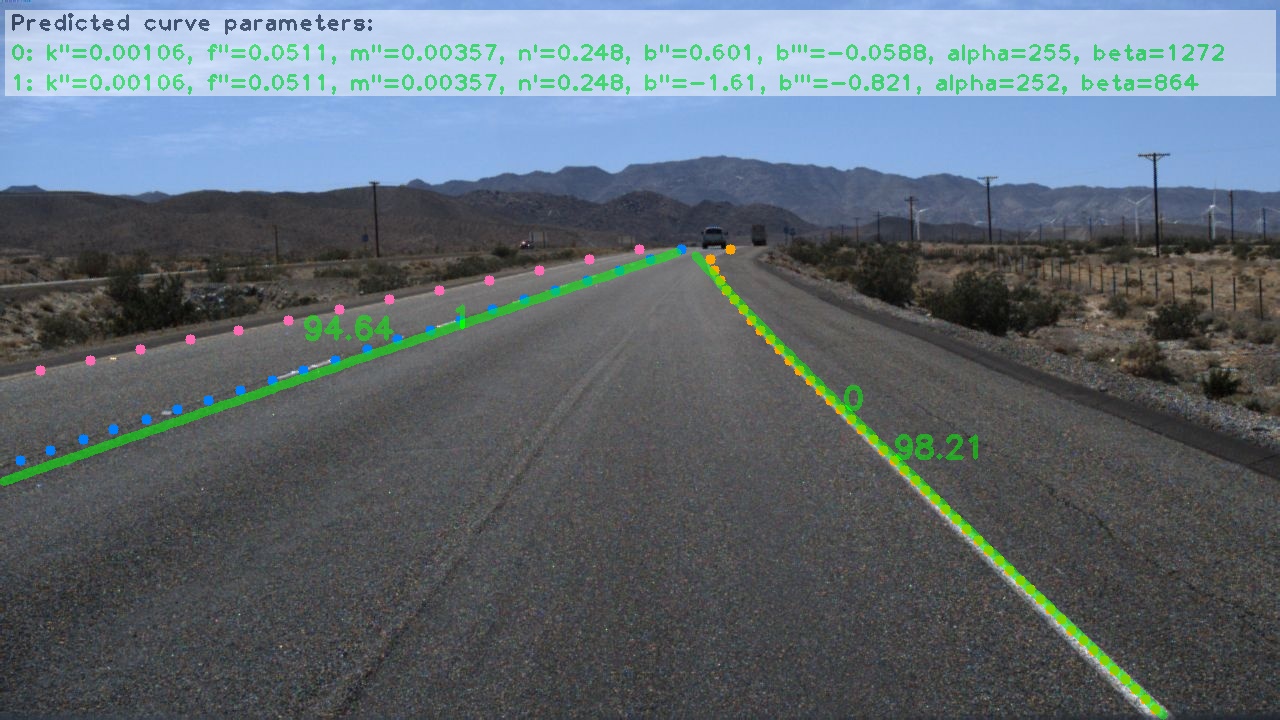 Predicted curve parameters:
0: k''=0.00106, f''=0.0511, m''=0.00357, n'=0.248, b''=0.601, b'''=−0.0588, alpha=255, beta=1272
1: k''=0.00106, f''=0.0511, m''=0.00357, n'=0.248, b''=−1.61, b'''=−0.821, alpha=252, beta=864
1
94.64
0
98.21